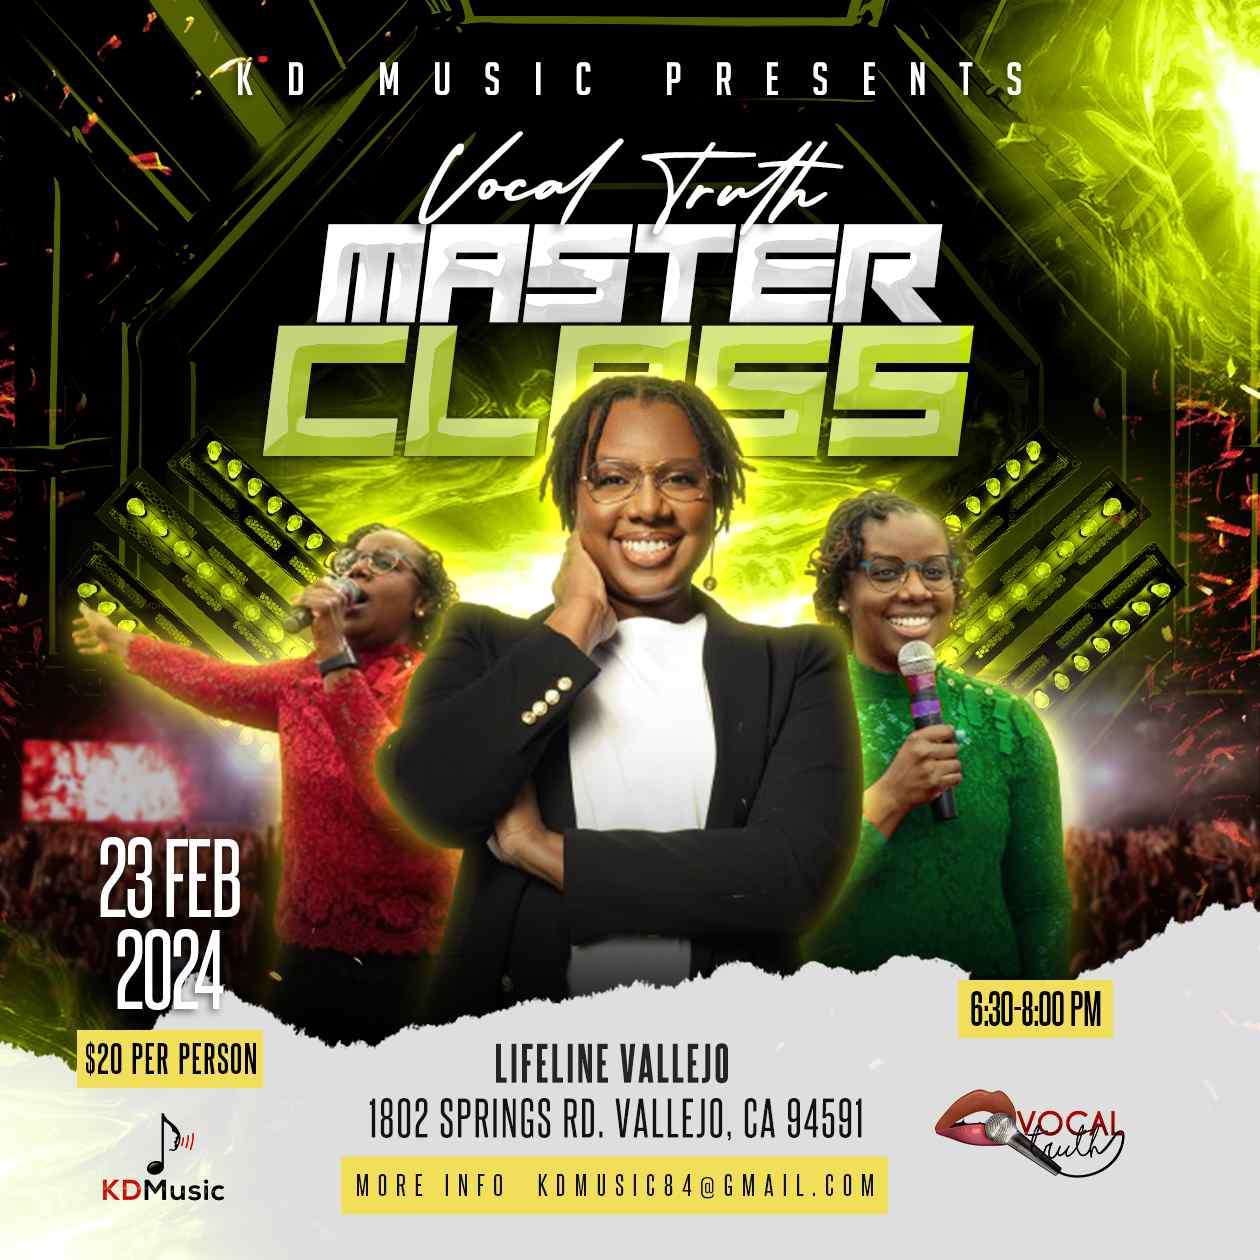 KD MUSIC PRESENTS
Vocal Truth
MASTER
CLASS
23 FEB
2024
$20 PER PERSON
6:30-8:00 PM
LIFELINE VALLEJO
1802 SPRINGS RD. VALLEJO, CA 94591
MORE INFO KDMUSIC84@GMAIL.COM
KDMusic
VOCAL
truth